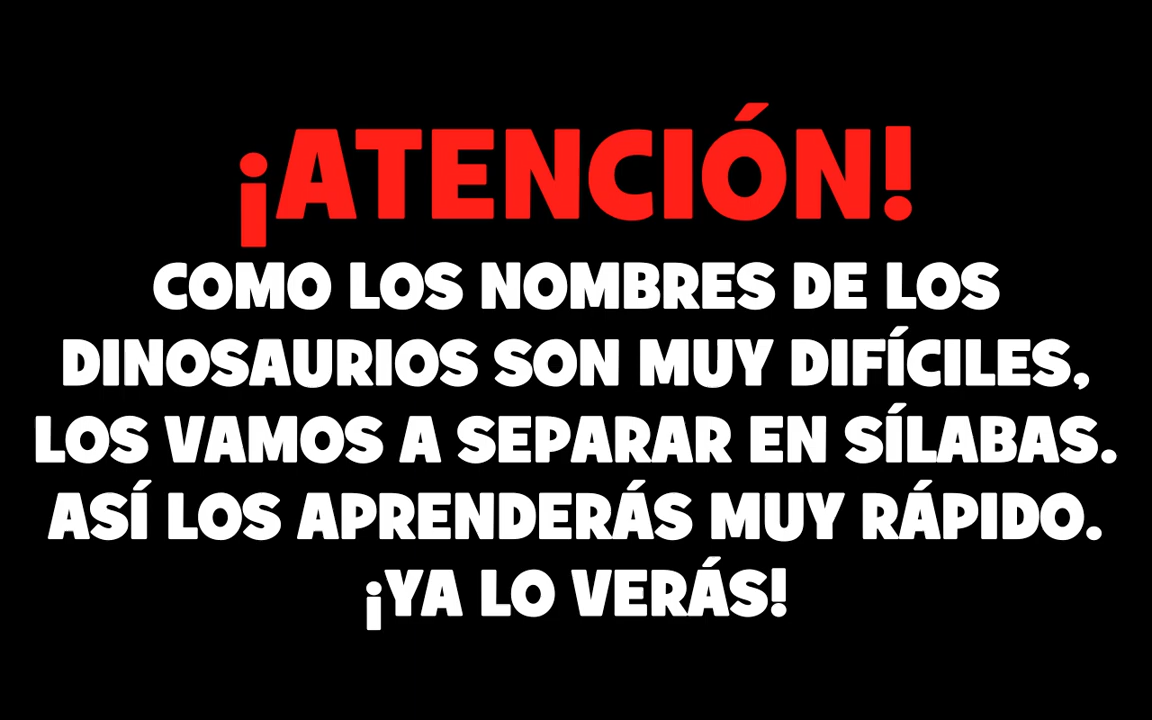 ¡ATENCIÓN!
COMO LOS NOMBRES DE LOS
DINOSAURIOS SON MUY DIFÍCILES,
LOS VAMOS A SEPARAR EN SÍLABAS.
ASÍ LOS APRENDERÁS MUY RÁPIDO.
¡YA LO VERÁS!